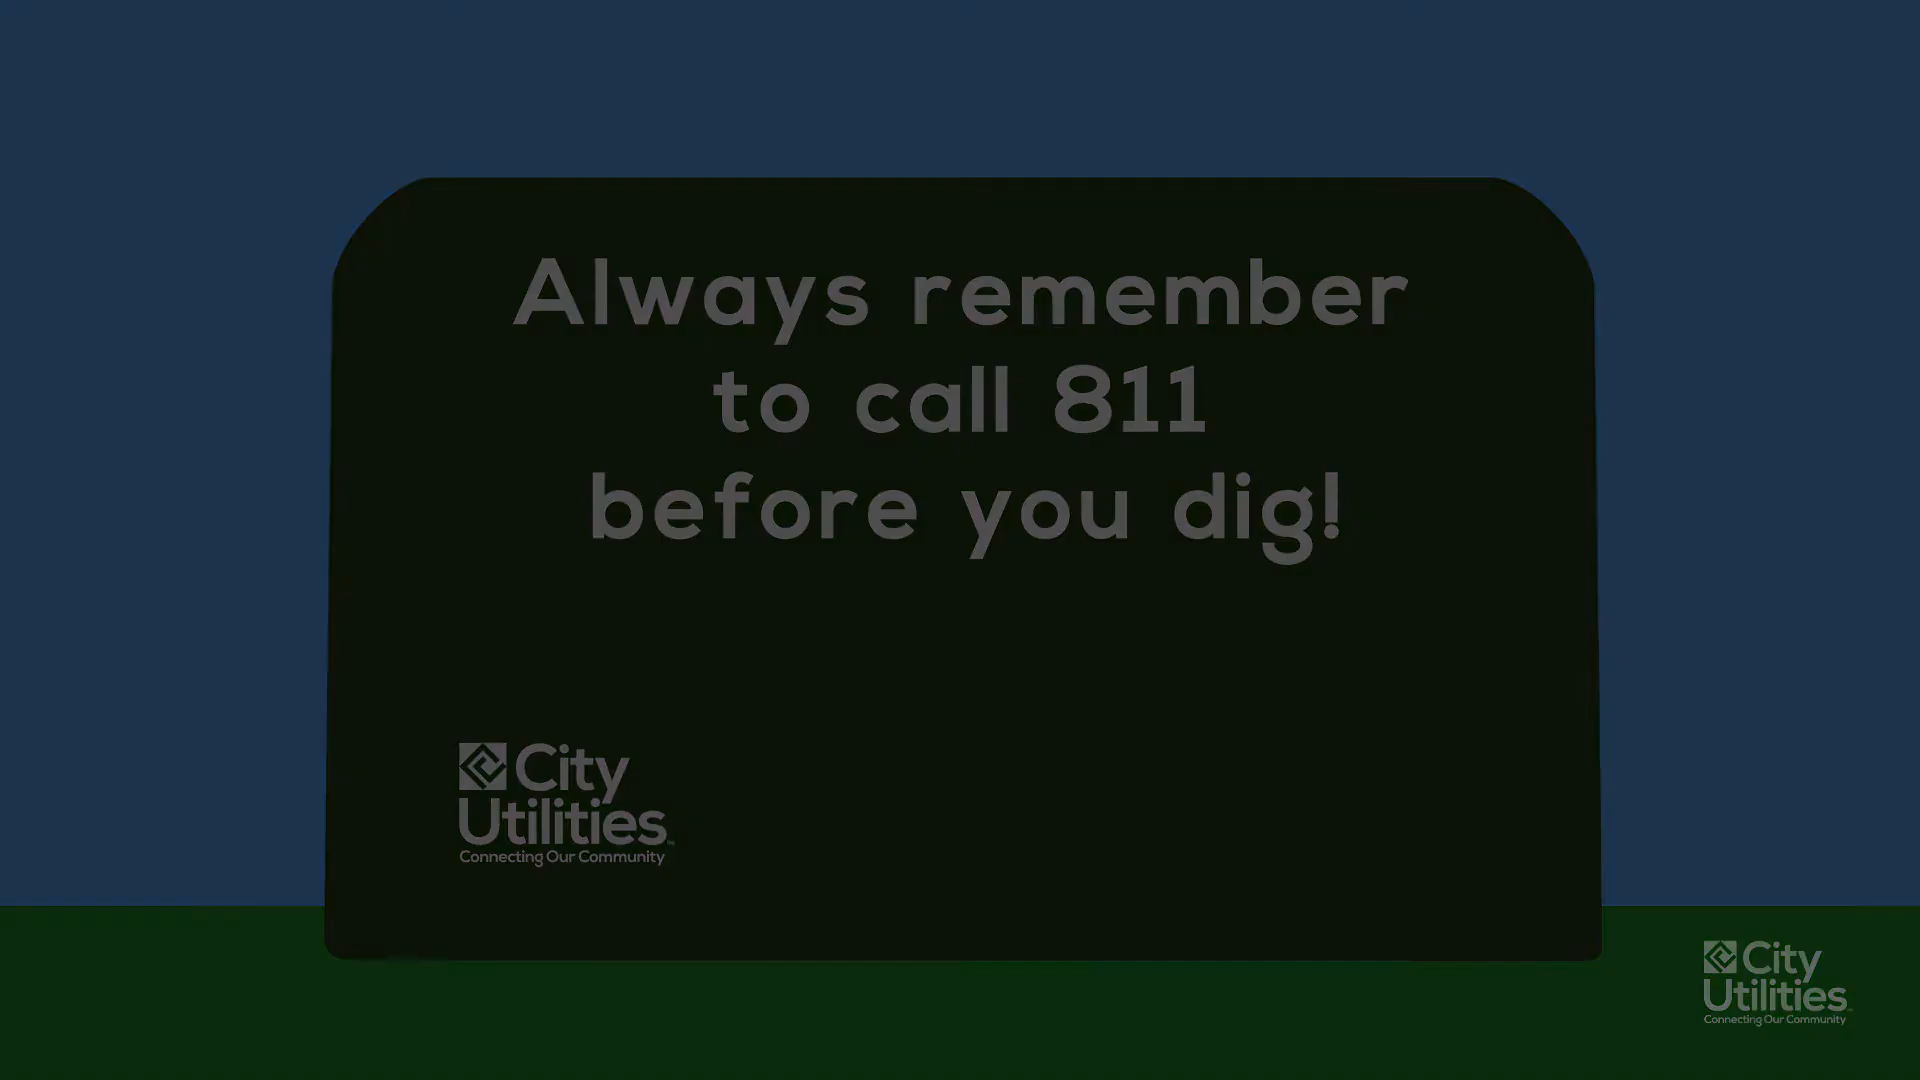 Always remember
to call 811
before you dig!
City
Utilities
Connecting Our Community
City
Utilities
Connecting Our Community